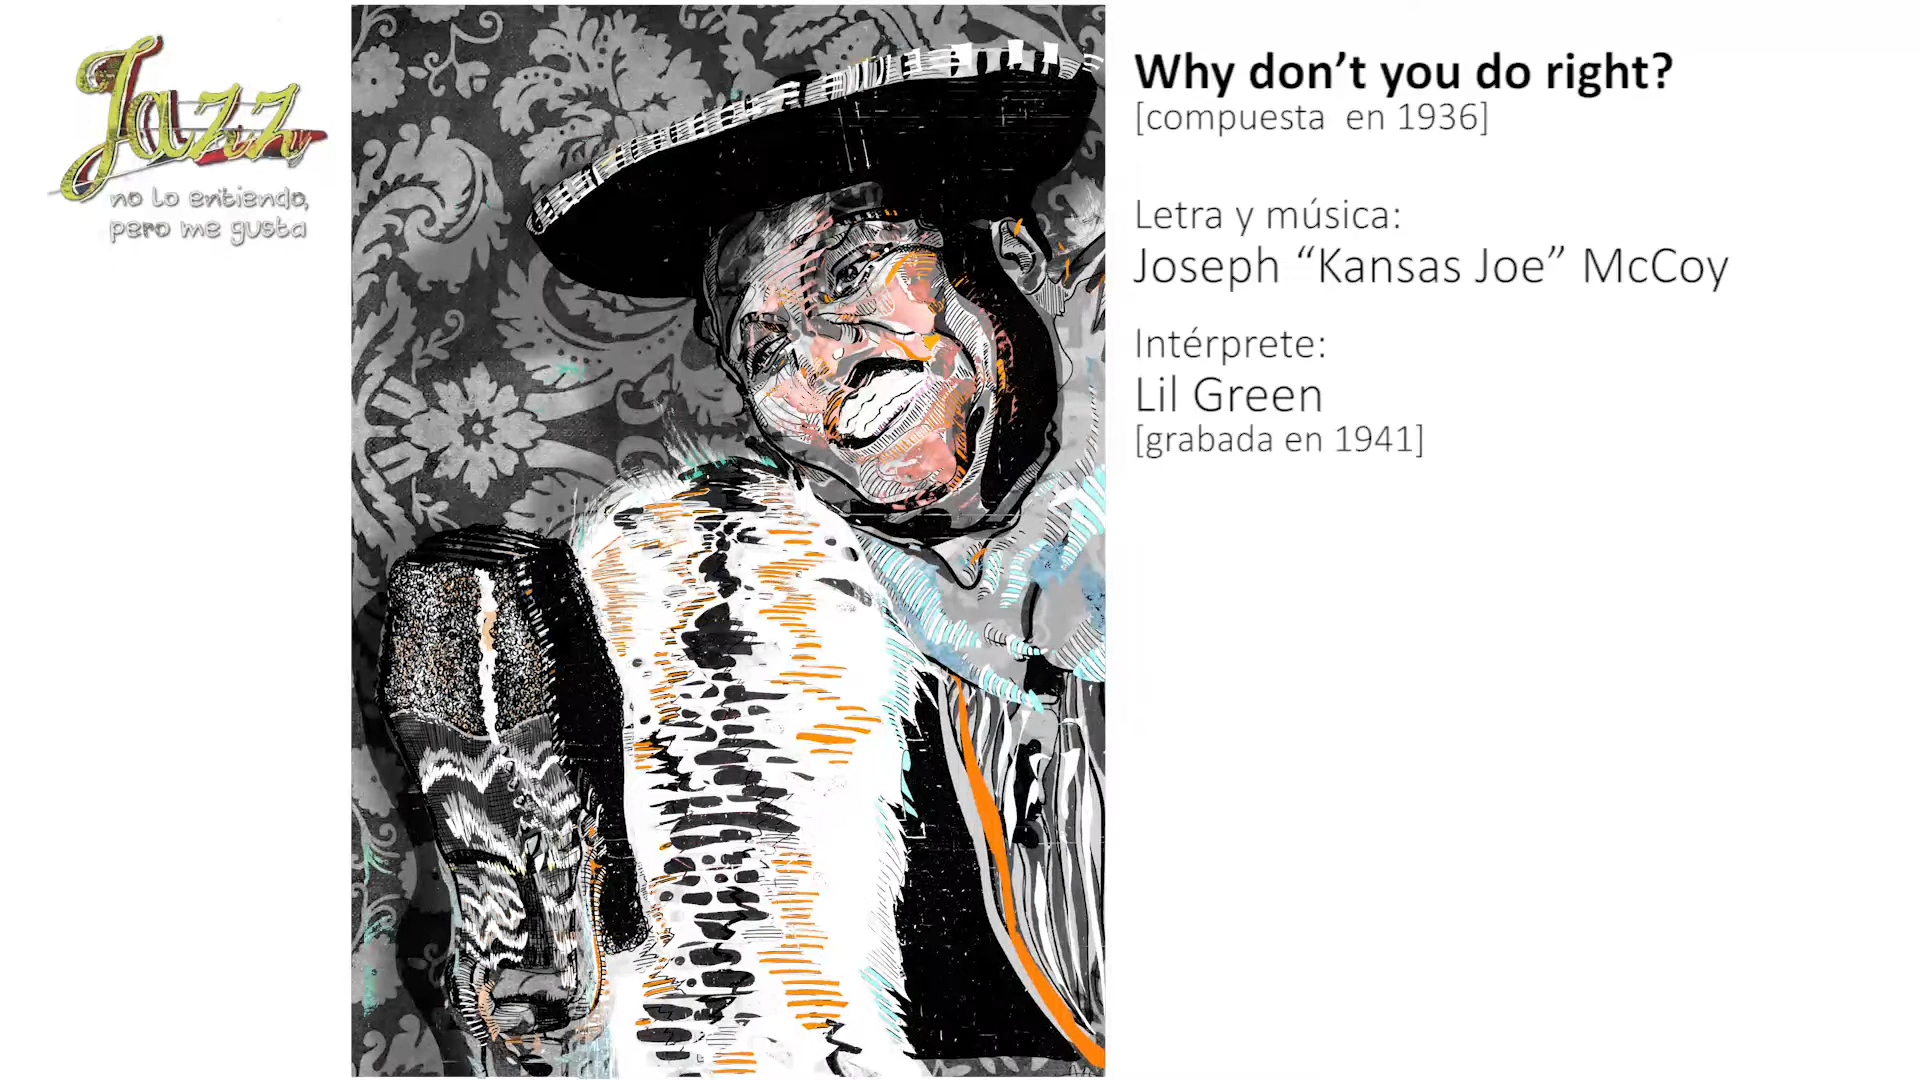 Jazz
no lo entiendo,
pero me gusta
Why don’t you do right?
[compuesta en 1936]
Letra y música:
Joseph “Kansas Joe” McCoy
Intérprete:
Lil Green
[grabada en 1941]